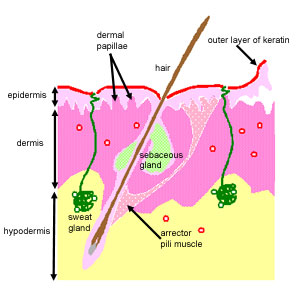 dermal
papillae
outer layer of keratin
hair
epidermis
dermis
sebaceous
gland
sweat
gland
hypodermis
arrector
pili muscle